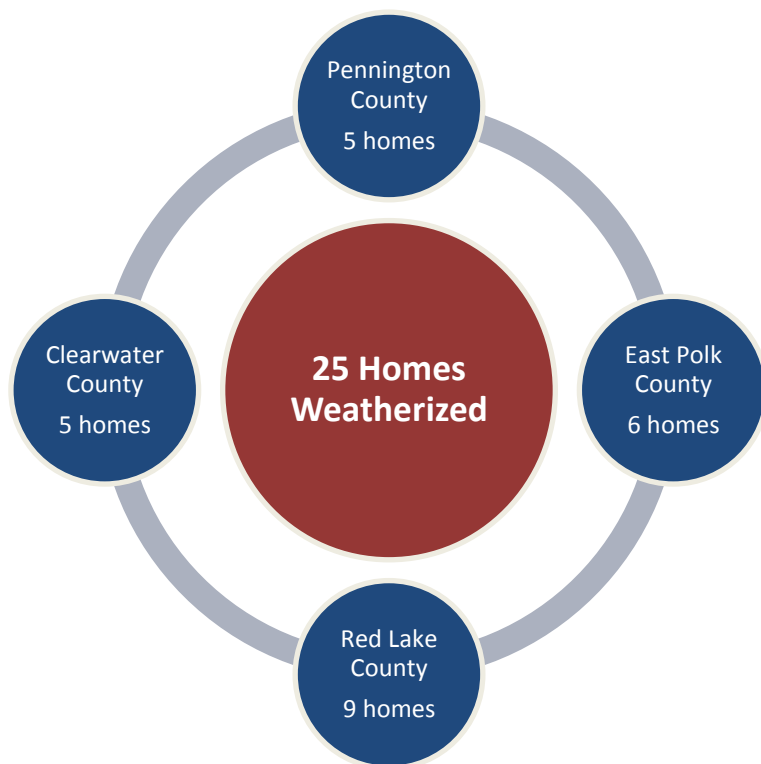 Pennington
County
5 homes
Clearwater
County
5 homes
25 Homes
Weatherized
East Polk
County
6 homes
Red Lake
County
9 homes